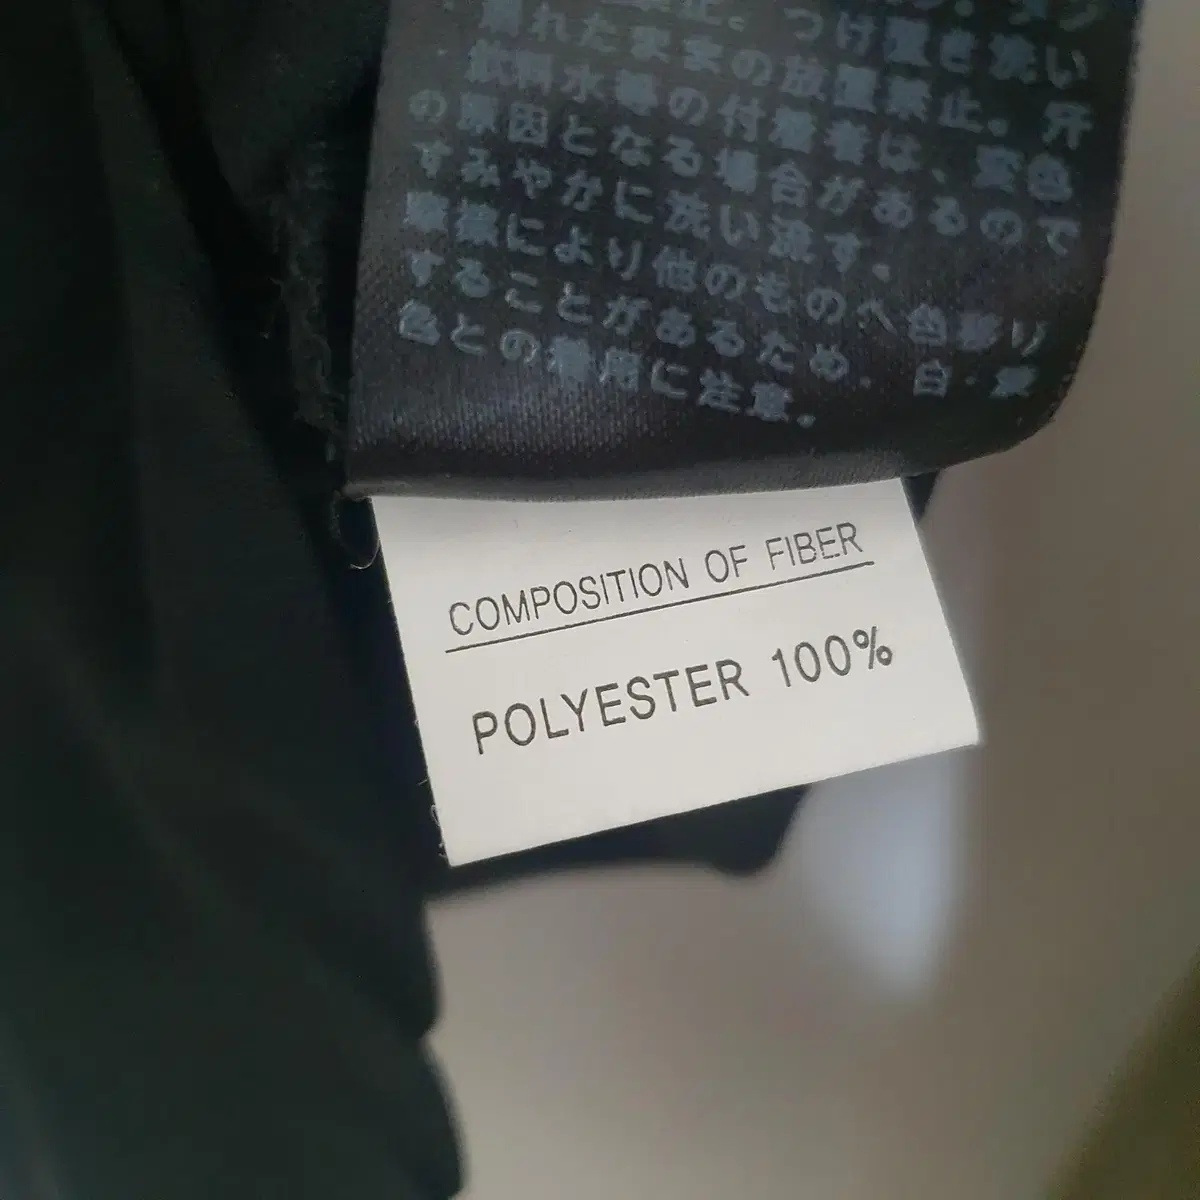 止。つけ置き洗い
・濡れたままの放置禁止。汗
・飲料水等の付着は、変色
の原因となる場合があるので
すみやかに洗い流す。
摩擦により他のものへ色移り
することがあるため、白・淡
色との着用に注意。
COMPOSITION OF FIBER
POLYESTER 100%